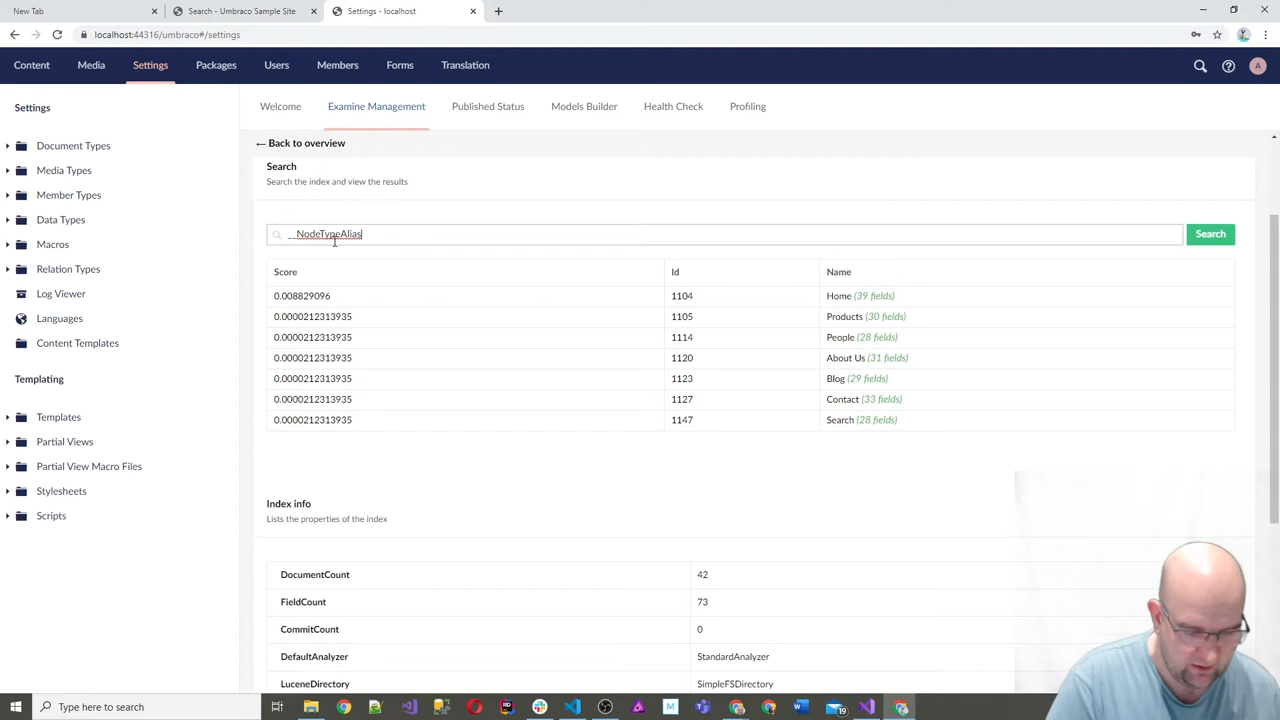 New Tab
Search - Umbraco Sample Site
Settings - localhost
localhost:44316/umbraco#/settings
Content Media Settings Packages Users Members Forms Translation
A
Settings
Document Types
Media Types
Member Types
Data Types
Macros
Relation Types
Log Viewer
Languages
Content Templates
Templating
Templates
Partial Views
Partial View Macro Files
Stylesheets
Scripts
Welcome Examine Management Published Status Models Builder Health Check Profiling
← Back to overview
Search
Search the index and view the results
__NodeTypeAlias
Search
Score Id Name
0.008829096 1104 Home (39 fields)
0.0000212313935 1105 Products (30 fields)
0.0000212313935 1114 People (28 fields)
0.0000212313935 1120 About Us (31 fields)
0.0000212313935 1123 Blog (29 fields)
0.0000212313935 1127 Contact (33 fields)
0.0000212313935 1147 Search (28 fields)
Index info
Lists the properties of the index
DocumentCount 42
FieldCount 73
CommitCount 0
DefaultAnalyzer StandardAnalyzer
LuceneDirectory SimpleFSDirectory
Type here to search
RD
M
19